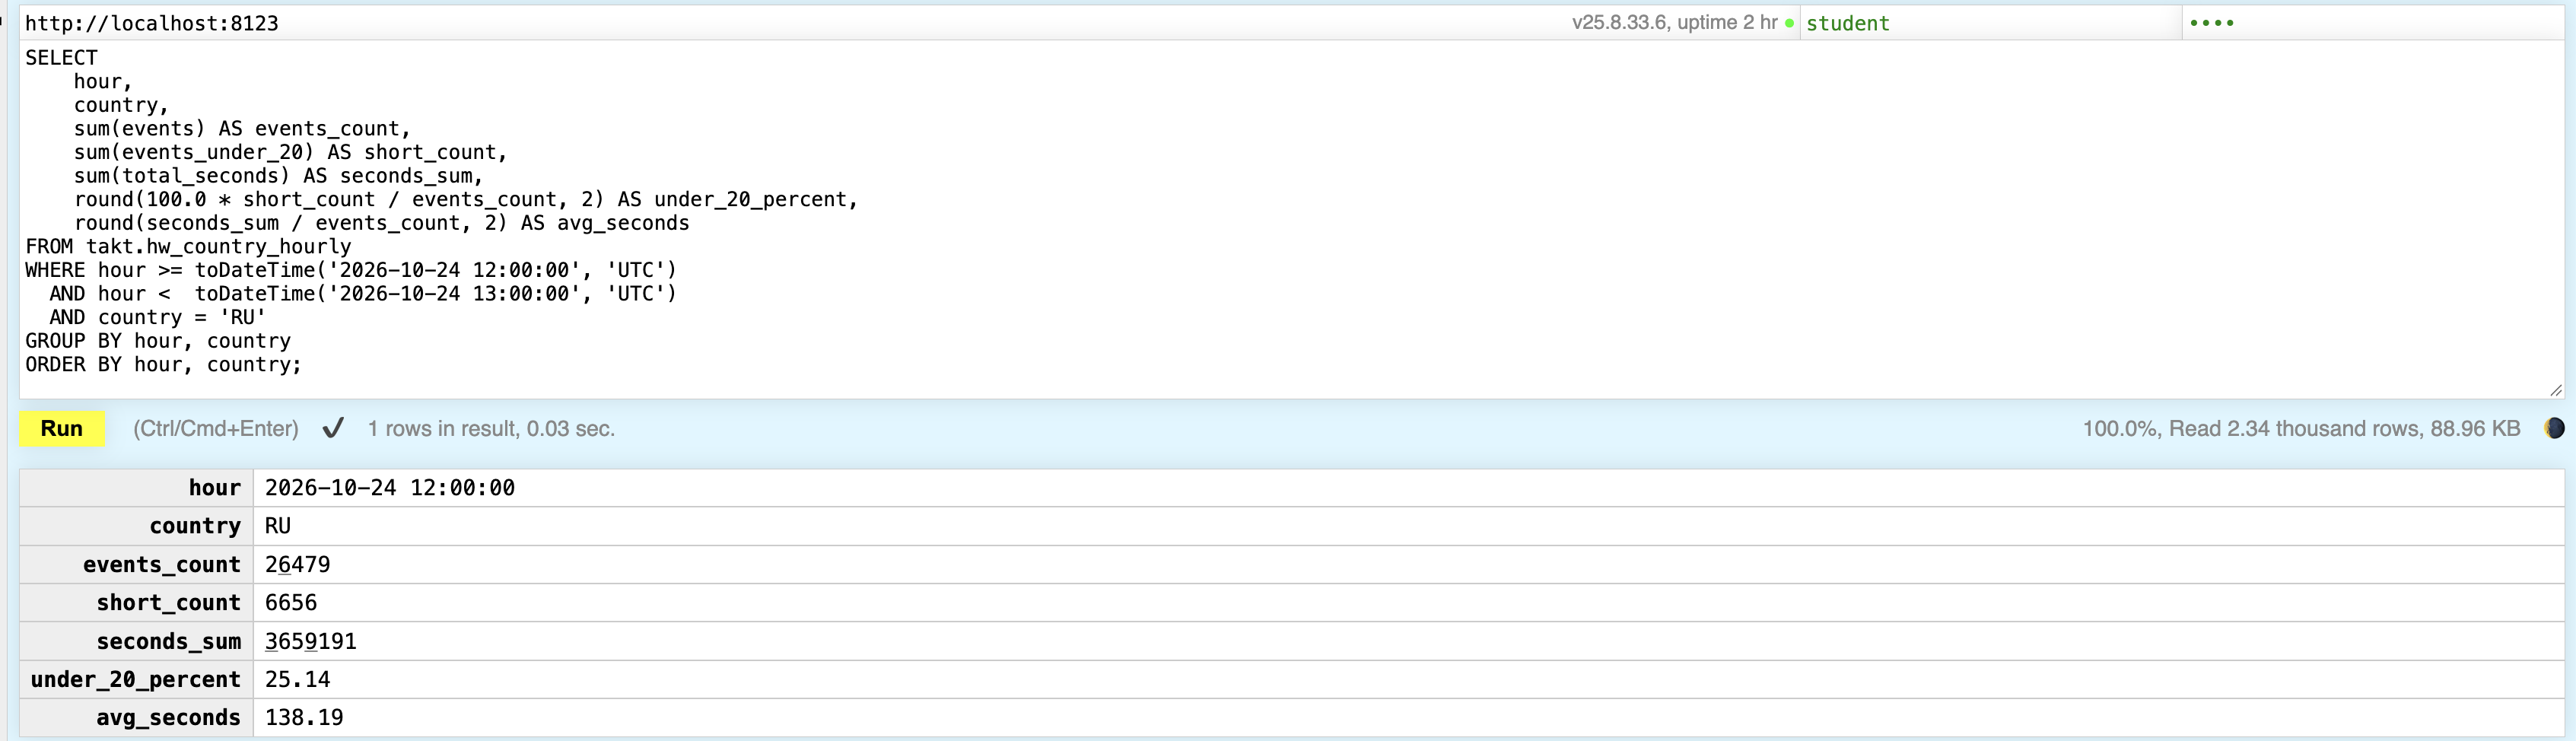 http://localhost:8123 v25.8.33.6, uptime 2 hr student ••••
SELECT
    hour,
    country,
    sum(events) AS events_count,
    sum(events_under_20) AS short_count,
    sum(total_seconds) AS seconds_sum,
    round(100.0 * short_count / events_count, 2) AS under_20_percent,
    round(seconds_sum / events_count, 2) AS avg_seconds
FROM takt.hw_country_hourly
WHERE hour >= toDateTime('2026-10-24 12:00:00', 'UTC')
  AND hour <  toDateTime('2026-10-24 13:00:00', 'UTC')
  AND country = 'RU'
GROUP BY hour, country
ORDER BY hour, country;
Run (Ctrl/Cmd+Enter) ✔ 1 rows in result, 0.03 sec. 100.0%, Read 2.34 thousand rows, 88.96 KB
hour 2026-10-24 12:00:00
country RU
events_count 26479
short_count 6656
seconds_sum 3659191
under_20_percent 25.14
avg_seconds 138.19